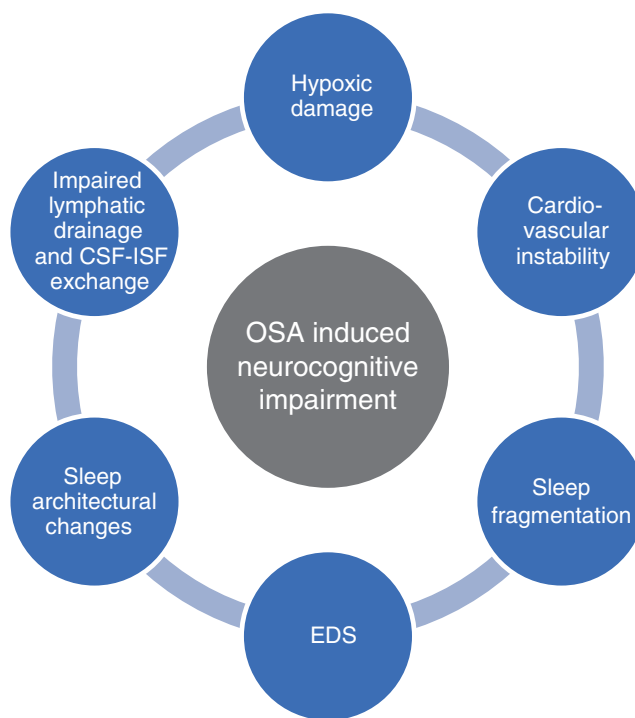 Hypoxic
damage
Cardio-
vascular
instability
Sleep
fragmentation
EDS
Sleep
architectural
changes
Impaired
lymphatic
drainage
and CSF-ISF
exchange
OSA induced
neurocognitive
impairment